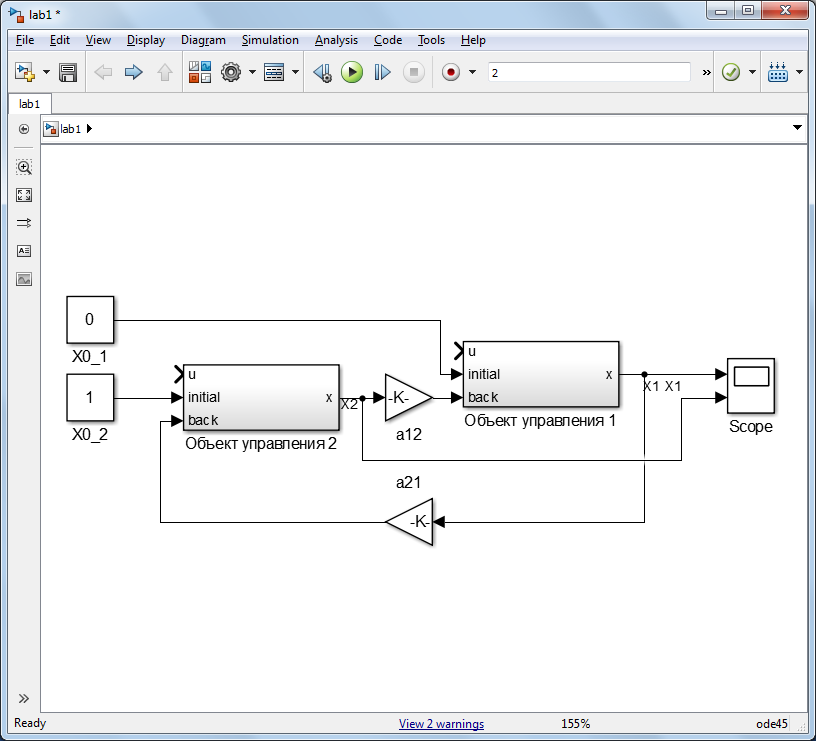 lab1 *
File Edit View Display Diagram Simulation Analysis Code Tools Help
2 »
lab1
lab1
0
X0_1
1
X0_2
u
initial
back
x
Объект управления 2
X2
-K-
a12
u
initial
back
x
Объект управления 1
X1 X1
Scope
a21
-K-
Ready View 2 warnings 155% ode45